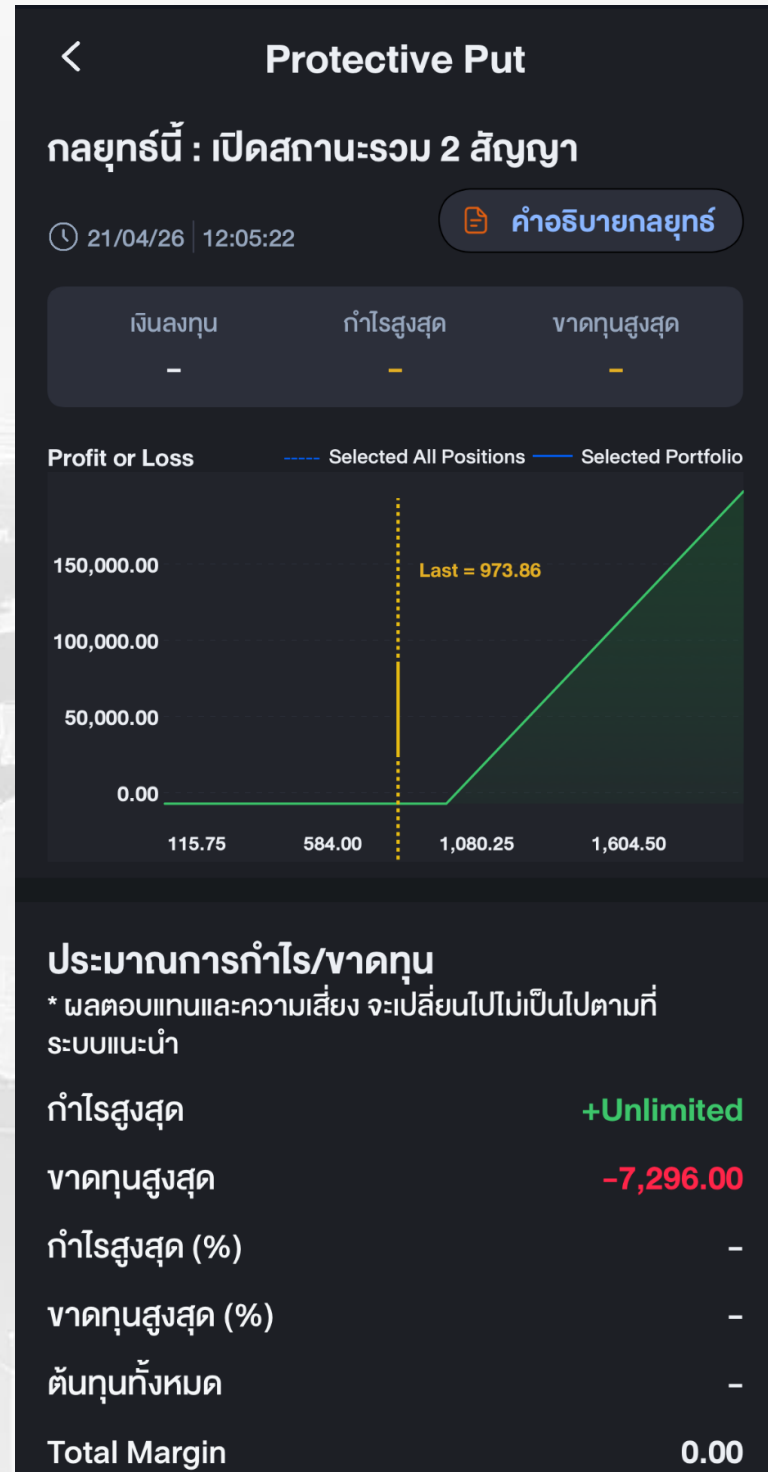 Protective Put
กลยุทธ์นี้ : เปิดสถานะรวม 2 สัญญา
21/04/26 12:05:22
คำอธิบายกลยุทธ์
เงินลงทุน กำไรสูงสุด ขาดทุนสูงสุด
– – –
Profit or Loss ----- Selected All Positions — Selected Portfolio
150,000.00
Last = 973.86
100,000.00
50,000.00
0.00
115.75 584.00 1,080.25 1,604.50
ประมาณการกำไร/ขาดทุน
* ผลตอบแทนและความเสี่ยง จะเปลี่ยนไปไม่เป็นไปตามที่
ระบบแนะนำ
กำไรสูงสุด +Unlimited
ขาดทุนสูงสุด -7,296.00
กำไรสูงสุด (%) –
ขาดทุนสูงสุด (%) –
ต้นทุนทั้งหมด –
Total Margin 0.00